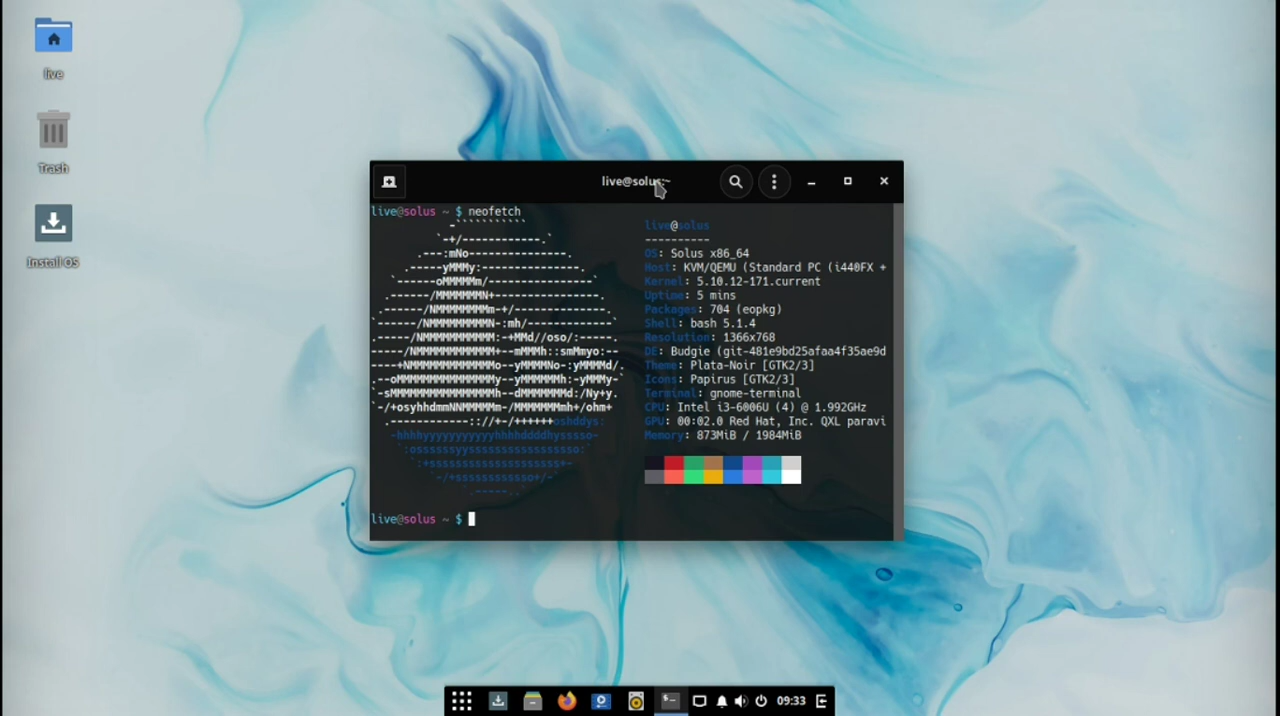 live
Trash
Install OS
live@solus:~
live@solus ~ $ neofetch
live@solus
----------
OS: Solus x86_64
Host: KVM/QEMU (Standard PC (i440FX +
Kernel: 5.10.12-171.current
Uptime: 5 mins
Packages: 704 (eopkg)
Shell: bash 5.1.4
Resolution: 1366x768
DE: Budgie (git-481e9bd25afaa4f35ae9d
Theme: Plata-Noir [GTK2/3]
Icons: Papirus [GTK2/3]
Terminal: gnome-terminal
CPU: Intel i3-6006U (4) @ 1.992GHz
GPU: 00:02.0 Red Hat, Inc. QXL paravi
Memory: 873MiB / 1984MiB
live@solus ~ $
09:33